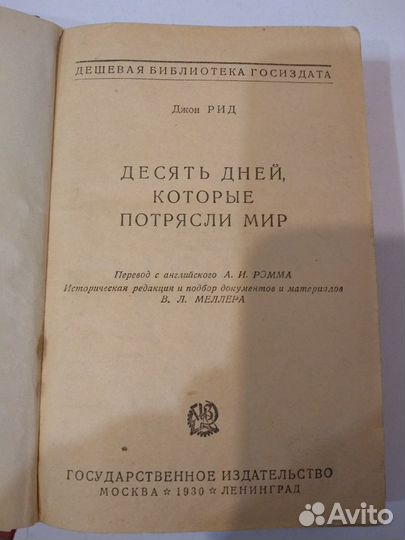 ДЕШЕВАЯ БИБЛИОТЕКА ГОСИЗДАТА
Джон РИД
ДЕСЯТЬ ДНЕЙ,
КОТОРЫЕ
ПОТРЯСЛИ МИР
Перевод с английского А. И. РОММА
Историческая редакция и подбор документов и материалов
В. Л. МЕЛЛЕРА
ГОСУДАРСТВЕННОЕ ИЗДАТЕЛЬСТВО
МОСКВА ☆ 1930 ☆ ЛЕНИНГРАД
Avito